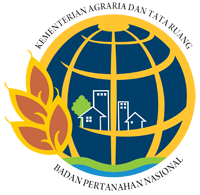 KEMENTERIAN AGRARIA DAN TATA RUANG
BADAN PERTANAHAN NASIONAL